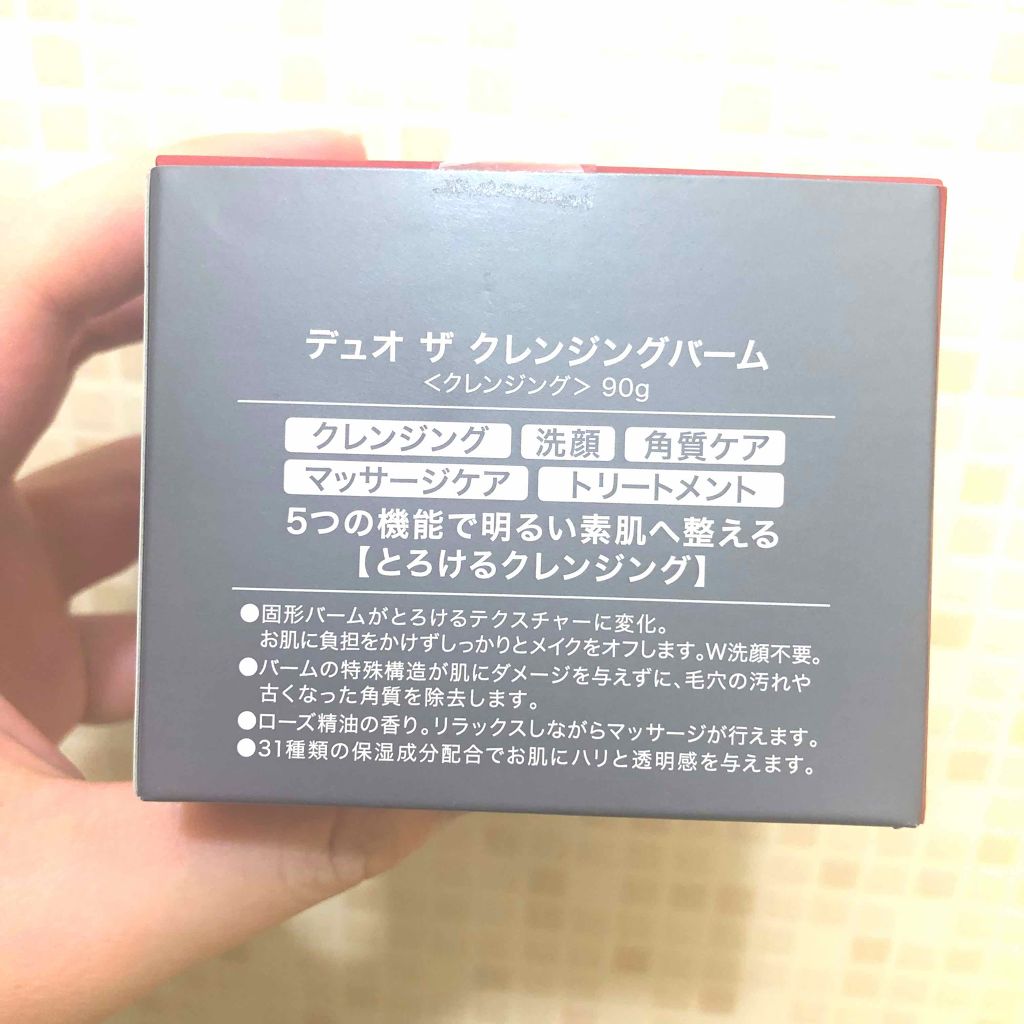 デュオ ザ クレンジングバーム
<クレンジング> 90g
クレンジング 洗顔 角質ケア
マッサージケア トリートメント
5つの機能で明るい素肌へ整える
【とろけるクレンジング】
●固形バームがとろけるテクスチャーに変化。
お肌に負担をかけずしっかりとメイクをオフします。W洗顔不要。
●バームの特殊構造が肌にダメージを与えずに、毛穴の汚れや
古くなった角質を除去します。
●ローズ精油の香り。リラックスしながらマッサージが行えます。
●31種類の保湿成分配合でお肌にハリと透明感を与えます。